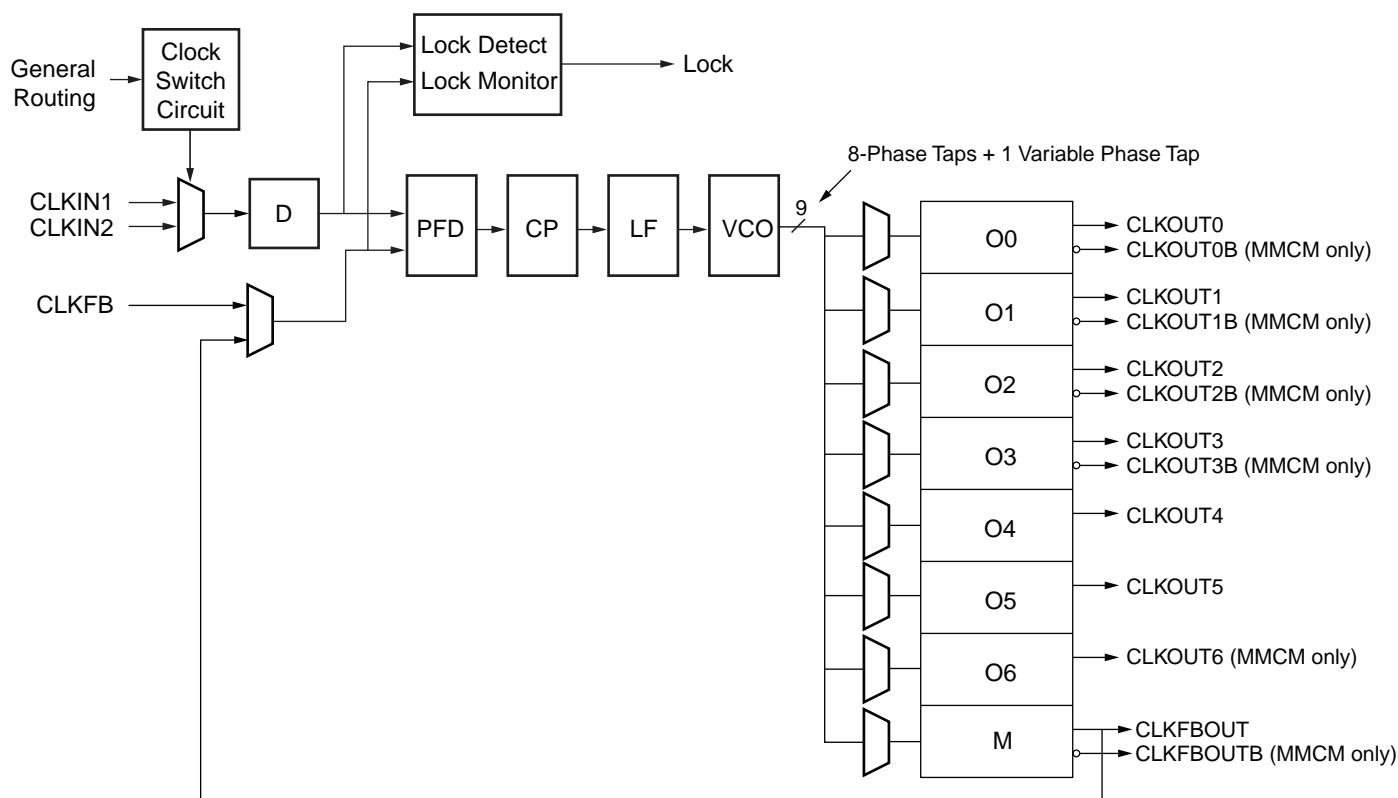 General
Routing
Clock
Switch
Circuit
Lock Detect
Lock Monitor
Lock
8-Phase Taps + 1 Variable Phase Tap
CLKIN1
CLKIN2
D
PFD
CP
LF
VCO
9
CLKFB
O0
CLKOUT0
CLKOUT0B (MMCM only)
O1
CLKOUT1
CLKOUT1B (MMCM only)
O2
CLKOUT2
CLKOUT2B (MMCM only)
O3
CLKOUT3
CLKOUT3B (MMCM only)
O4
CLKOUT4
O5
CLKOUT5
O6
CLKOUT6 (MMCM only)
M
CLKFBOUT
CLKFBOUTB (MMCM only)